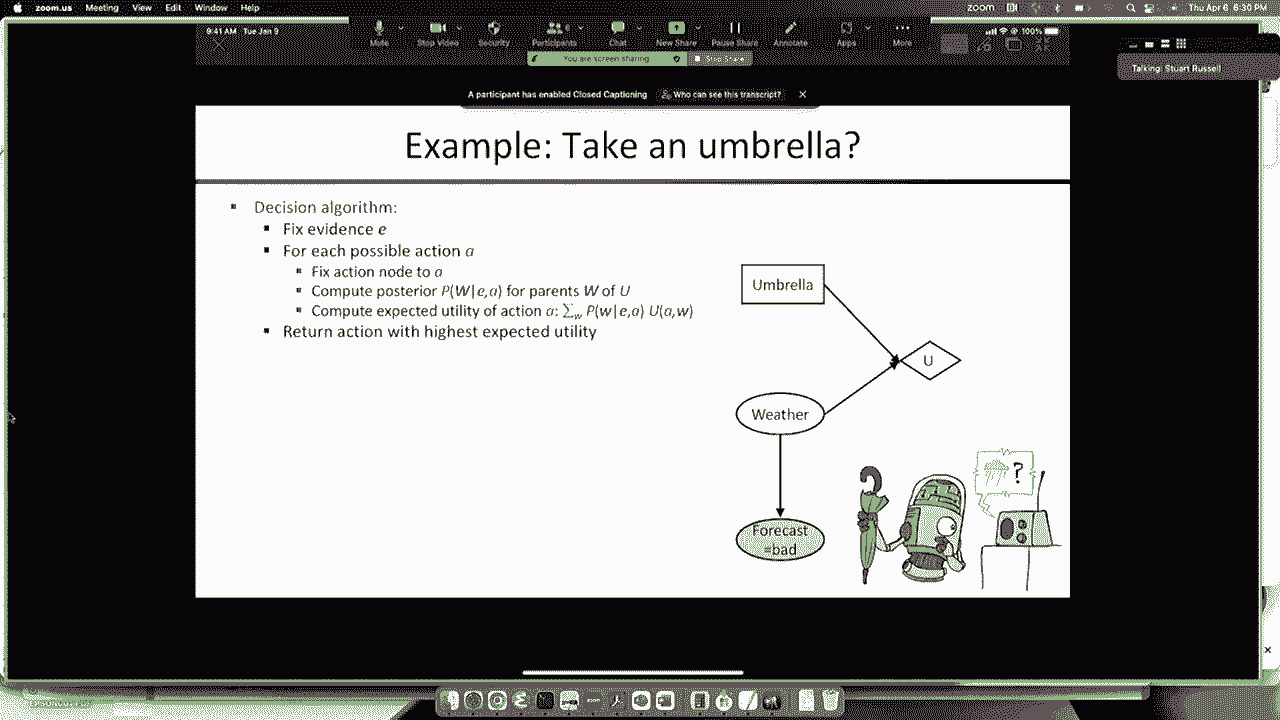 zoom.us Meeting View Edit Window Help
zoom
Thu Apr 6 6:30 PM
9:41 AM Tue Jan 9
100%
Mute
Stop Video
Security
Participants
Chat
New Share
Pause Share
Annotate
Apps
More
You are screen sharing
Stop Share
Talking: Stuart Russell
A participant has enabled Closed Captioning
Who can see this transcript?
Example: Take an umbrella?
Decision algorithm:
Fix evidence e
For each possible action a
Fix action node to a
Compute posterior P(W|e,a) for parents W of U
Compute expected utility of action a: ∑w P(w|e,a) U(a,w)
Return action with highest expected utility
Umbrella
U
Weather
Forecast
=bad
?